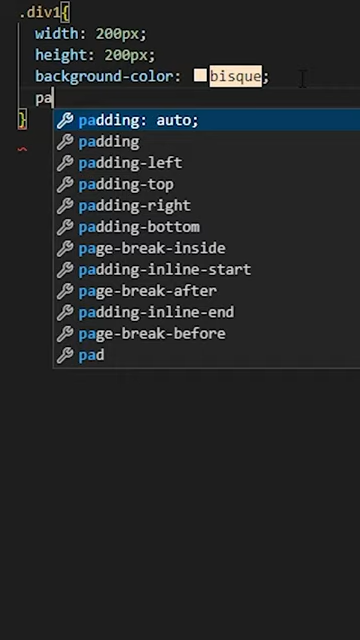 .div1{
width: 200px;
height: 200px;
background-color: bisque;
pa
}
padding: auto;
padding
padding-left
padding-top
padding-right
padding-bottom
page-break-inside
padding-inline-start
page-break-after
padding-inline-end
page-break-before
pad